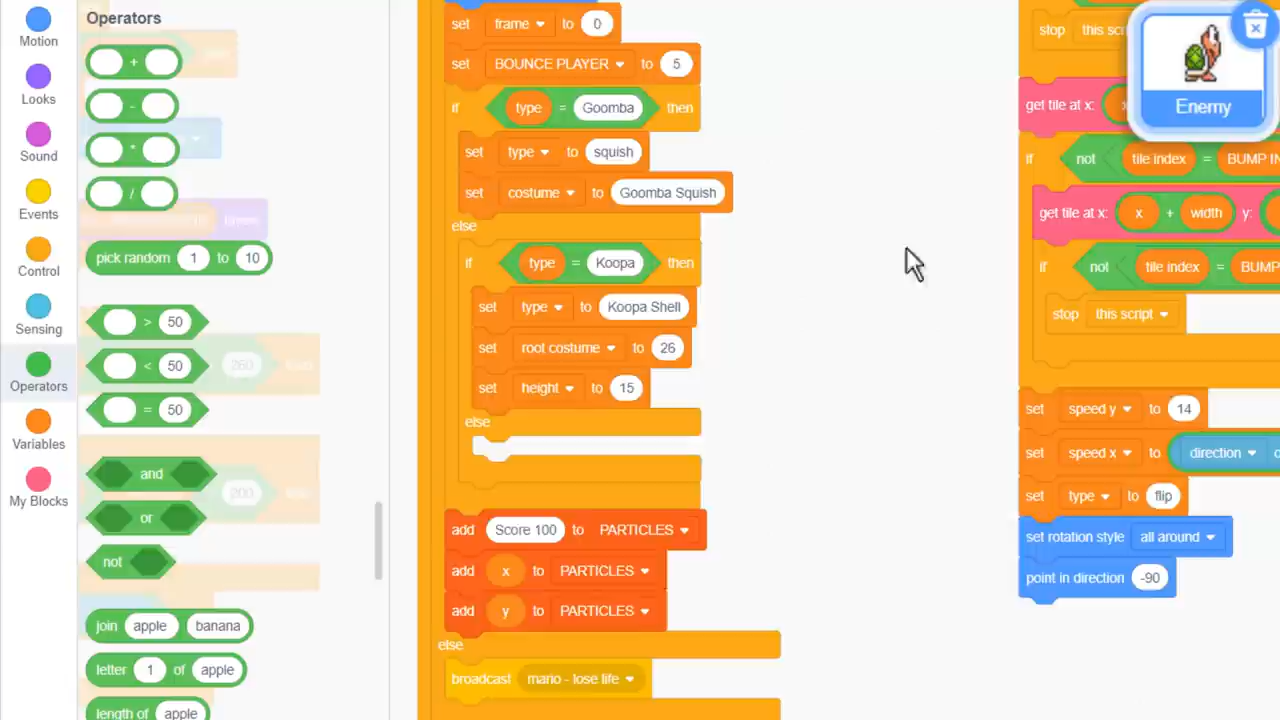 Motion
Looks
Sound
Events
Control
Sensing
Operators
Variables
My Blocks
Operators
+
-
*
/
pick random 1 to 10
> 50
< 50
= 50
and
or
not
join apple banana
letter 1 of apple
length of apple
260
200
set frame to 0
set BOUNCE PLAYER to 5
if type = Goomba then
set type to squish
set costume to Goomba Squish
else
if type = Koopa then
set type to Koopa Shell
set root costume to 26
set height to 15
else
add Score 100 to PARTICLES
add x to PARTICLES
add y to PARTICLES
else
broadcast mario - lose life
stop this scri
get tile at x:
if not tile index = BUMP IN
get tile at x: x + width y:
if not tile index = BUMP
stop this script
set speed y to 14
set speed x to direction
set type to flip
set rotation style all around
point in direction -90
Enemy